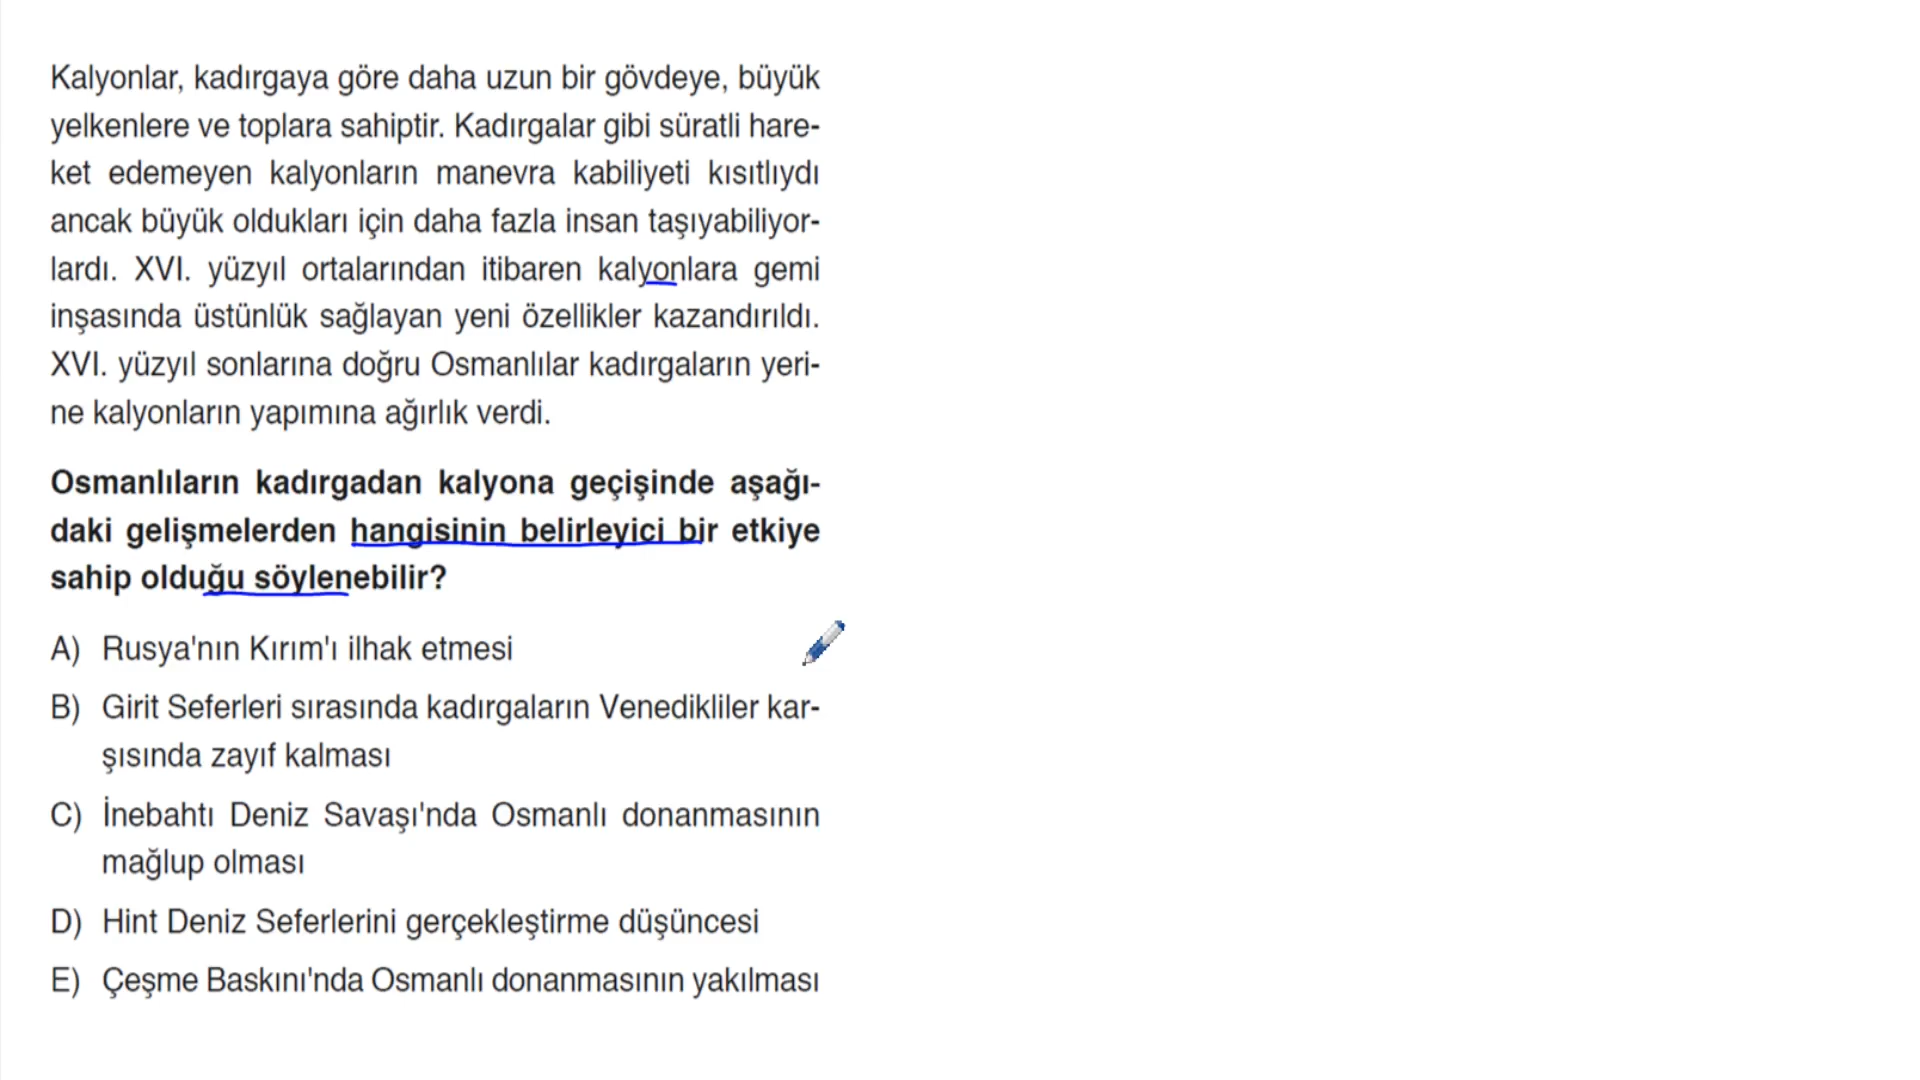 Kalyonlar, kadırgaya göre daha uzun bir gövdeye, büyük
yelkenlere ve toplara sahiptir. Kadırgalar gibi süratli hare-
ket edemeyen kalyonların manevra kabiliyeti kısıtlıydı
ancak büyük oldukları için daha fazla insan taşıyabiliyor-
lardı. XVI. yüzyıl ortalarından itibaren kalyonlara gemi
inşasında üstünlük sağlayan yeni özellikler kazandırıldı.
XVI. yüzyıl sonlarına doğru Osmanlılar kadırgaların yeri-
ne kalyonların yapımına ağırlık verdi.
Osmanlıların kadırgadan kalyona geçişinde aşağı-
daki gelişmelerden hangisinin belirleyici bir etkiye
sahip olduğu söylenebilir?
A) Rusya'nın Kırım'ı ilhak etmesi
B) Girit Seferleri sırasında kadırgaların Venedikliler kar-
şısında zayıf kalması
C) İnebahtı Deniz Savaşı'nda Osmanlı donanmasının
mağlup olması
D) Hint Deniz Seferlerini gerçekleştirme düşüncesi
E) Çeşme Baskını'nda Osmanlı donanmasının yakılması